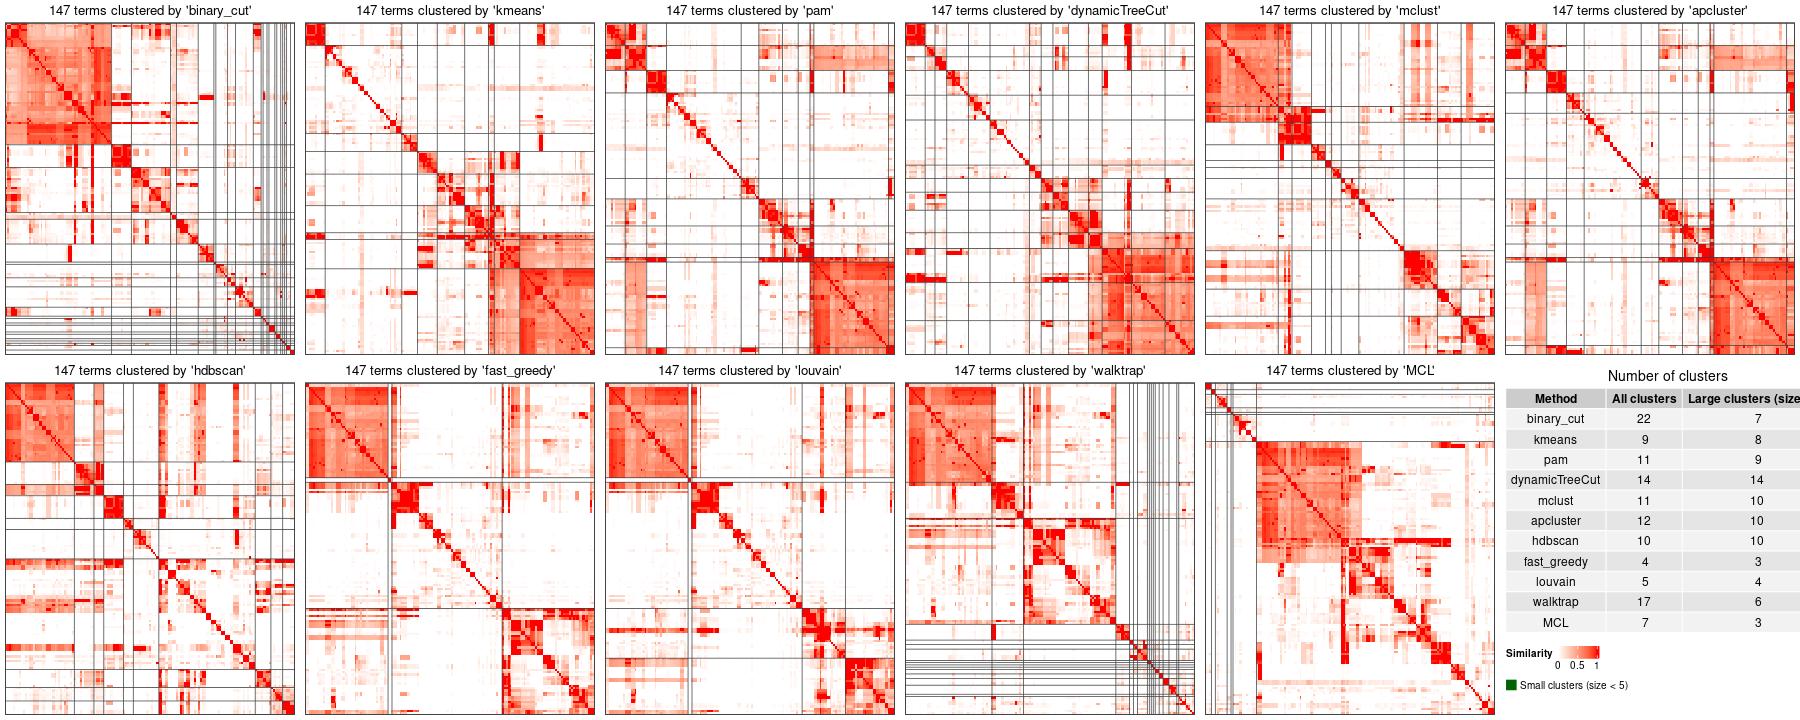 147 terms clustered by 'binary_cut'
147 terms clustered by 'kmeans'
147 terms clustered by 'pam'
147 terms clustered by 'dynamicTreeCut'
147 terms clustered by 'mclust'
147 terms clustered by 'apcluster'
147 terms clustered by 'hdbscan'
147 terms clustered by 'fast_greedy'
147 terms clustered by 'louvain'
147 terms clustered by 'walktrap'
147 terms clustered by 'MCL'
Number of clusters
Method All clusters Large clusters (size
binary_cut 22 7
kmeans 9 8
pam 11 9
dynamicTreeCut 14 14
mclust 11 10
apcluster 12 10
hdbscan 10 10
fast_greedy 4 3
louvain 5 4
walktrap 17 6
MCL 7 3
Similarity
0 0.5 1
Small clusters (size < 5)